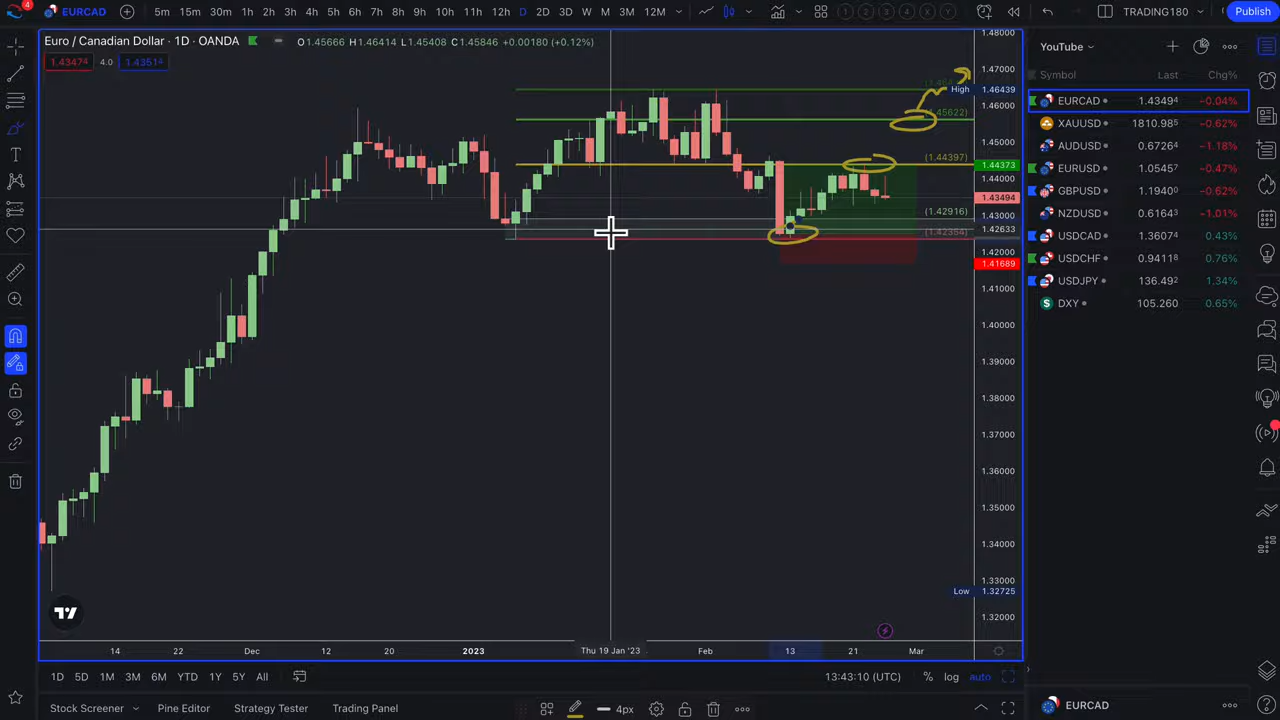 4 EURCAD 5m 15m 30m 1h 2h 3h 4h 5h 6h 7h 8h 9h 10h 11h 12h D 2D 3D W M 3M 12M 1 2 3 4 X Y TRADING180 Publish
Euro / Canadian Dollar · 1D · OANDA O1.45666 H1.46414 L1.45408 C1.45846 +0.00180 (+0.12%)
1.43474 4.0 1.43514
YouTube
Symbol Last Chg%
EURCAD 1.43494 −0.04%
XAUUSD 1810.985 −0.62%
AUDUSD 0.67264 −1.18%
EURUSD 1.05457 −0.47%
GBPUSD 1.19400 −0.62%
NZDUSD 0.61643 −1.01%
USDCAD 1.36074 0.43%
USDCHF 0.94118 0.76%
USDJPY 136.492 1.34%
DXY 105.260 0.65%
1.48000
1.47000
High 1.46439
1.46000
(1.45622)
1.45000
(1.44397)
1.44373
1.44000
1.43494
(1.42916)
1.43000
1.42633
(1.42354)
1.42000
1.41689
1.41000
1.40000
1.39000
1.38000
1.37000
1.36000
1.35000
1.34000
1.33000
Low 1.32725
1.32000
14 22 Dec 12 20 2023 Thu 19 Jan '23 Feb 13 21 Mar
1D 5D 1M 3M 6M YTD 1Y 5Y All 13:43:10 (UTC) % log auto
Stock Screener Pine Editor Strategy Tester Trading Panel 4px EURCAD